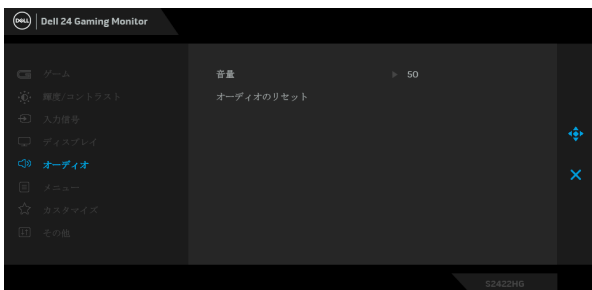 DELL
Dell 24 Gaming Monitor
ゲーム
輝度/コントラスト
入力信号
ディスプレイ
オーディオ
メニュー
カスタマイズ
その他
音量 50
オーディオのリセット
S2422HG